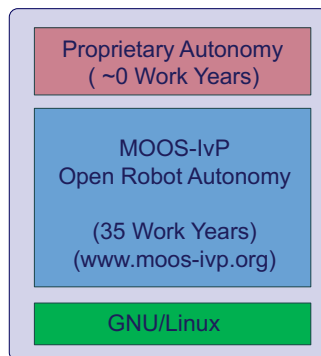 Proprietary Autonomy
( ~0 Work Years)
MOOS-IvP
Open Robot Autonomy
(35 Work Years)
(www.moos-ivp.org)
GNU/Linux